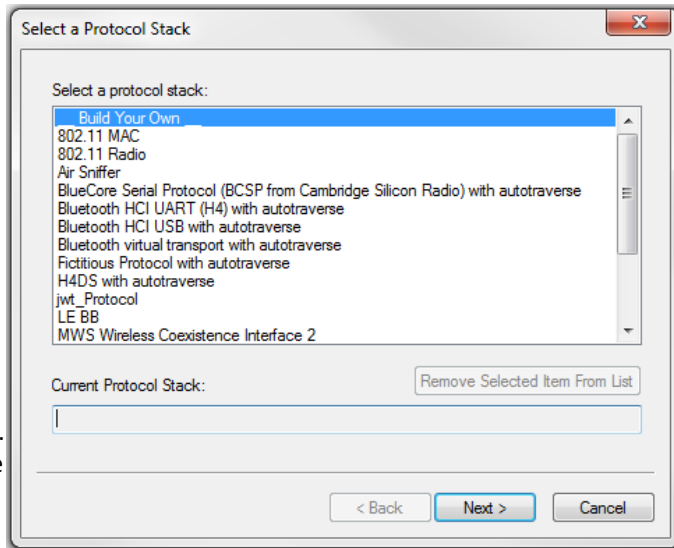 Select a Protocol Stack
Select a protocol stack:
__ Build Your Own __
802.11 MAC
802.11 Radio
Air Sniffer
BlueCore Serial Protocol (BCSP from Cambridge Silicon Radio) with autotraverse
Bluetooth HCI UART (H4) with autotraverse
Bluetooth HCI USB with autotraverse
Bluetooth virtual transport with autotraverse
Fictitious Protocol with autotraverse
H4DS with autotraverse
jwt_Protocol
LE BB
MWS Wireless Coexistence Interface 2
Current Protocol Stack:
Remove Selected Item From List
.
e
< Back
Next >
Cancel